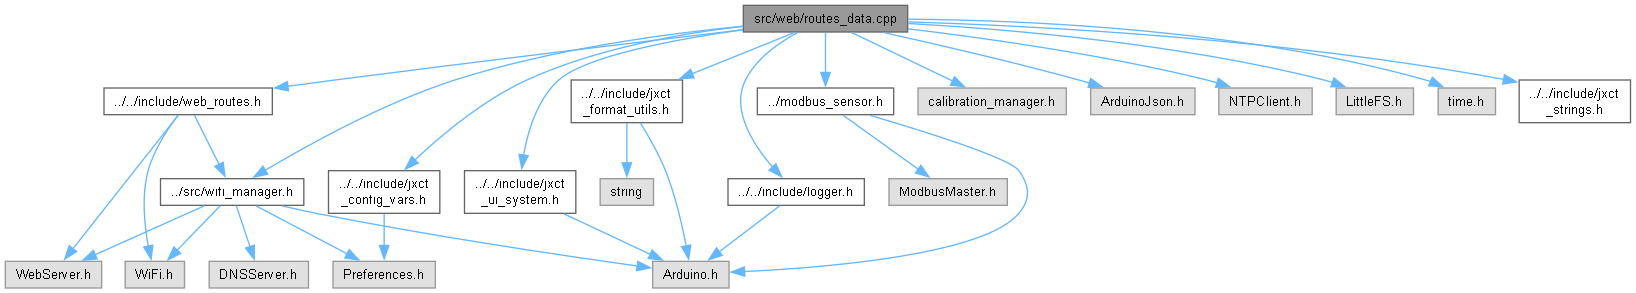 src/web/routes_data.cpp
../../include/web_routes.h
../../include/jxct
_format_utils.h
../modbus_sensor.h
calibration_manager.h
ArduinoJson.h
NTPClient.h
LittleFS.h
time.h
../../include/jxct
_strings.h
../src/wifi_manager.h
../../include/jxct
_config_vars.h
../../include/jxct
_ui_system.h
string
../../include/logger.h
ModbusMaster.h
WebServer.h
WiFi.h
DNSServer.h
Preferences.h
Arduino.h